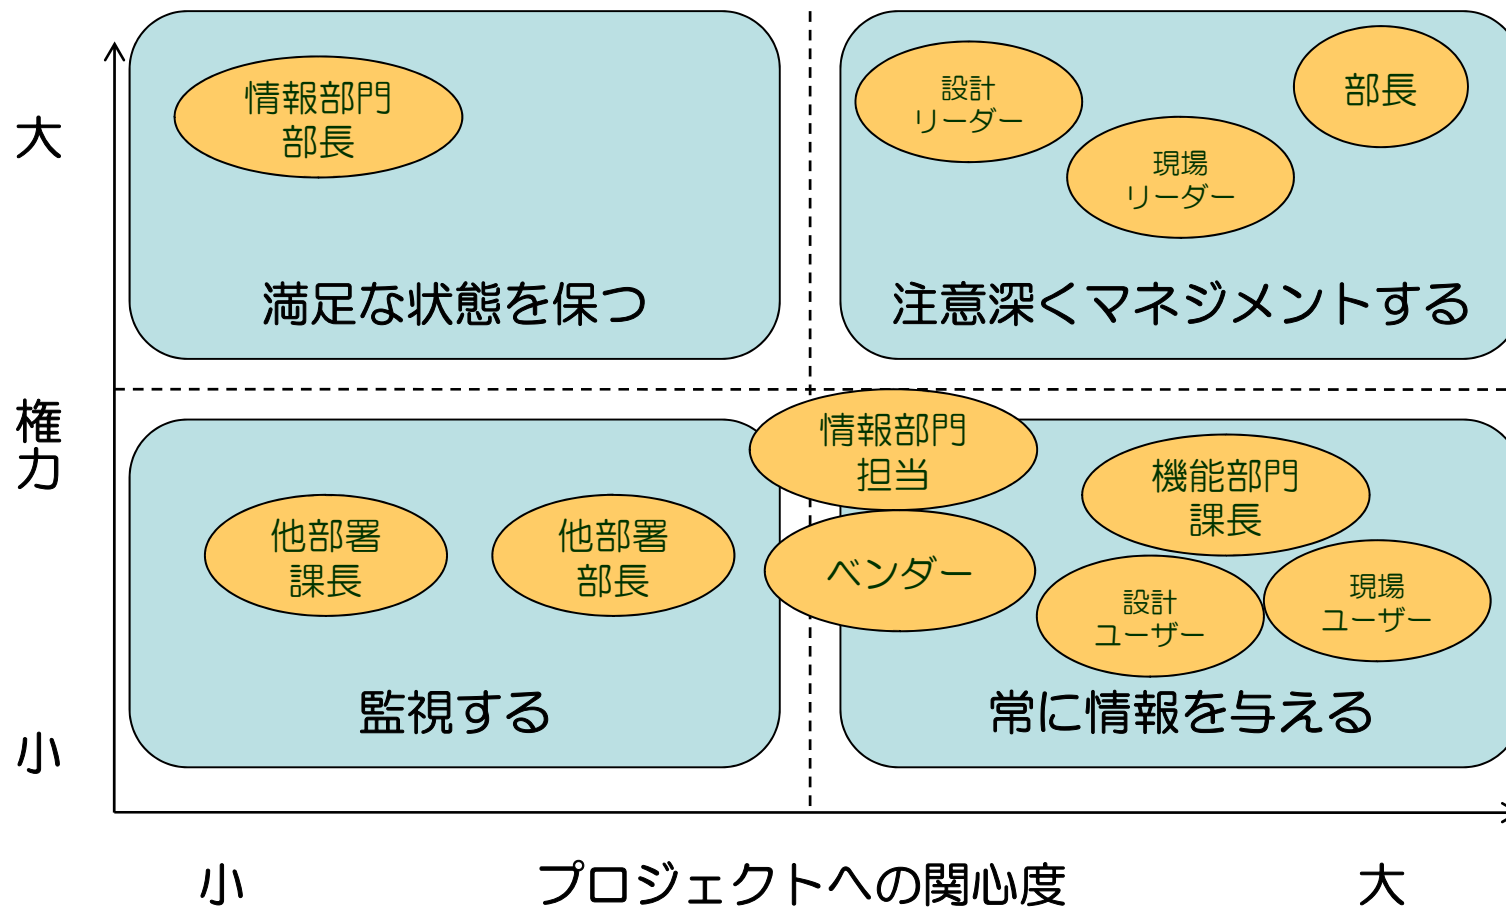 大
権
力
小
情報部門
部長
満足な状態を保つ
設計
リーダー
現場
リーダー
部長
注意深くマネジメントする
他部署
課長
他部署
部長
監視する
情報部門
担当
ベンダー
機能部門
課長
設計
ユーザー
現場
ユーザー
常に情報を与える
小
プロジェクトへの関心度
大